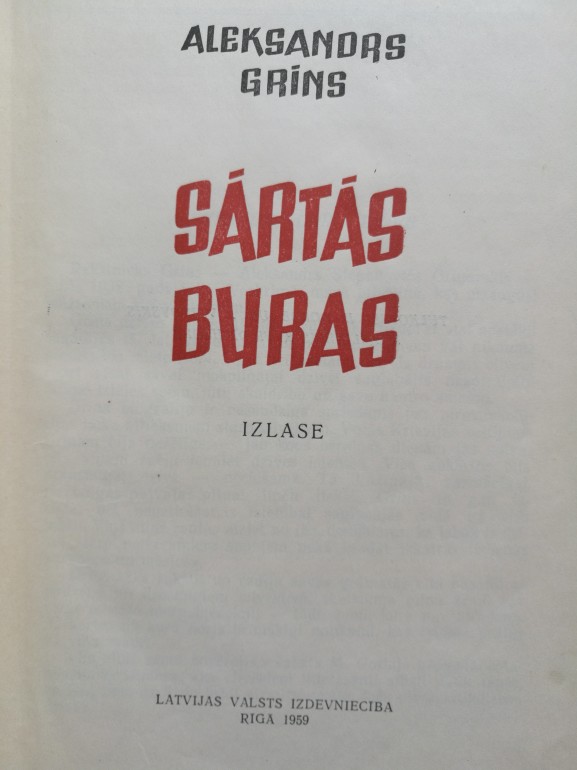 ALEKSANDRS
GRĪNS
SĀRTĀS
BURAS
IZLASE
LATVIJAS VALSTS IZDEVNIECĪBA
RĪGĀ 1959